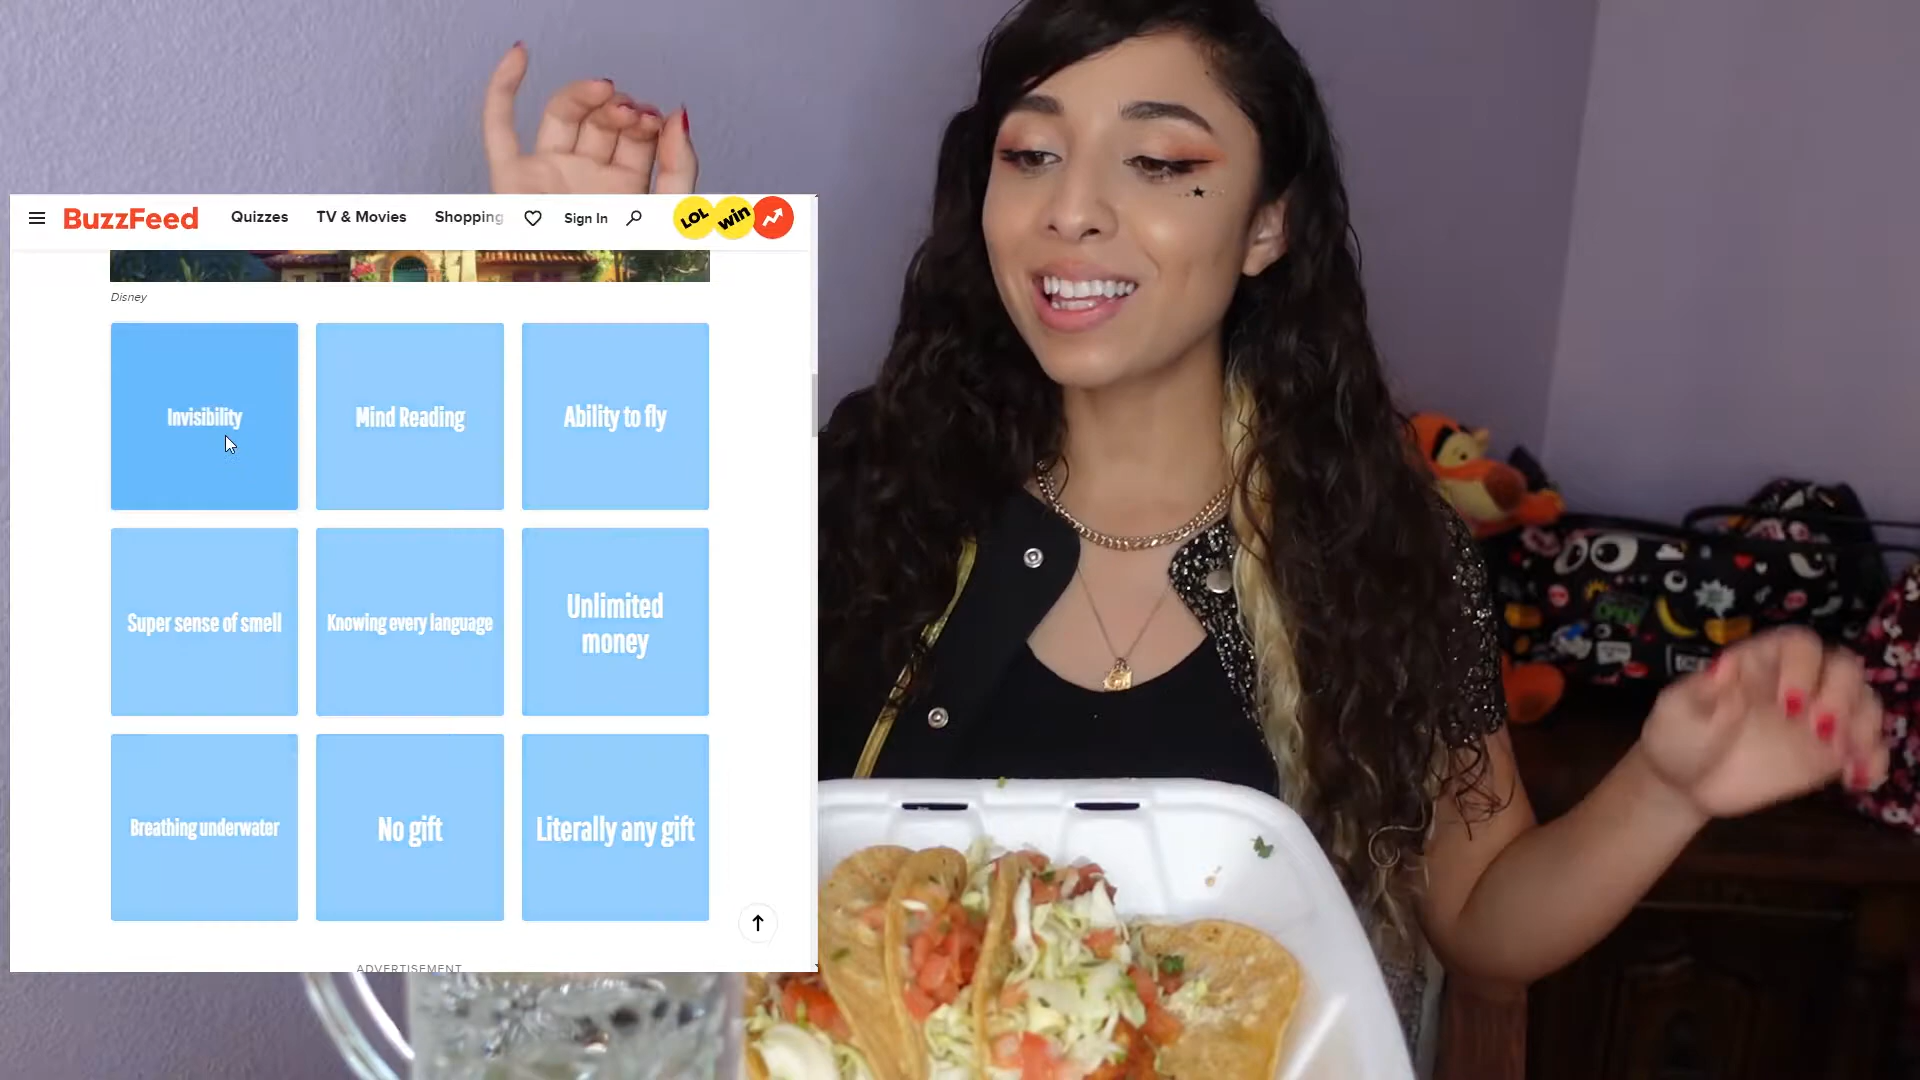 BuzzFeed
Quizzes
TV & Movies
Shopping
Sign In
LOL
win
Disney
Invisibility
Mind Reading
Ability to fly
Super sense of smell
Knowing every language
Unlimited
money
Breathing underwater
No gift
Literally any gift
ADVERTISEMENT
OPEN